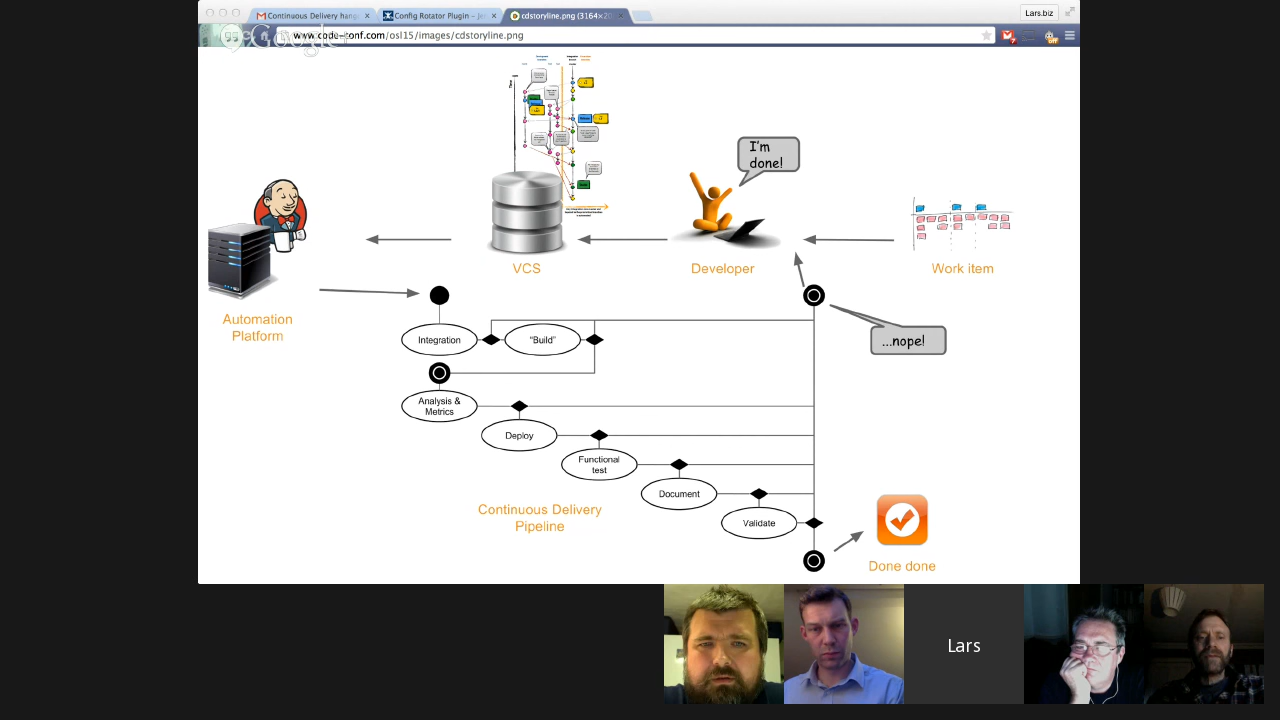 Continuous Delivery hang
Config Rotator Plugin – Je
cdstoryline.png (3164×20
Lars.biz
Google+
www.code-conf.com/osl15/images/cdstoryline.png
I'm
done!
VCS
Developer
Work item
Automation
Platform
Integration
"Build"
...nope!
Analysis &
Metrics
Deploy
Functional
test
Document
Continuous Delivery
Pipeline
Validate
Done done
Lars